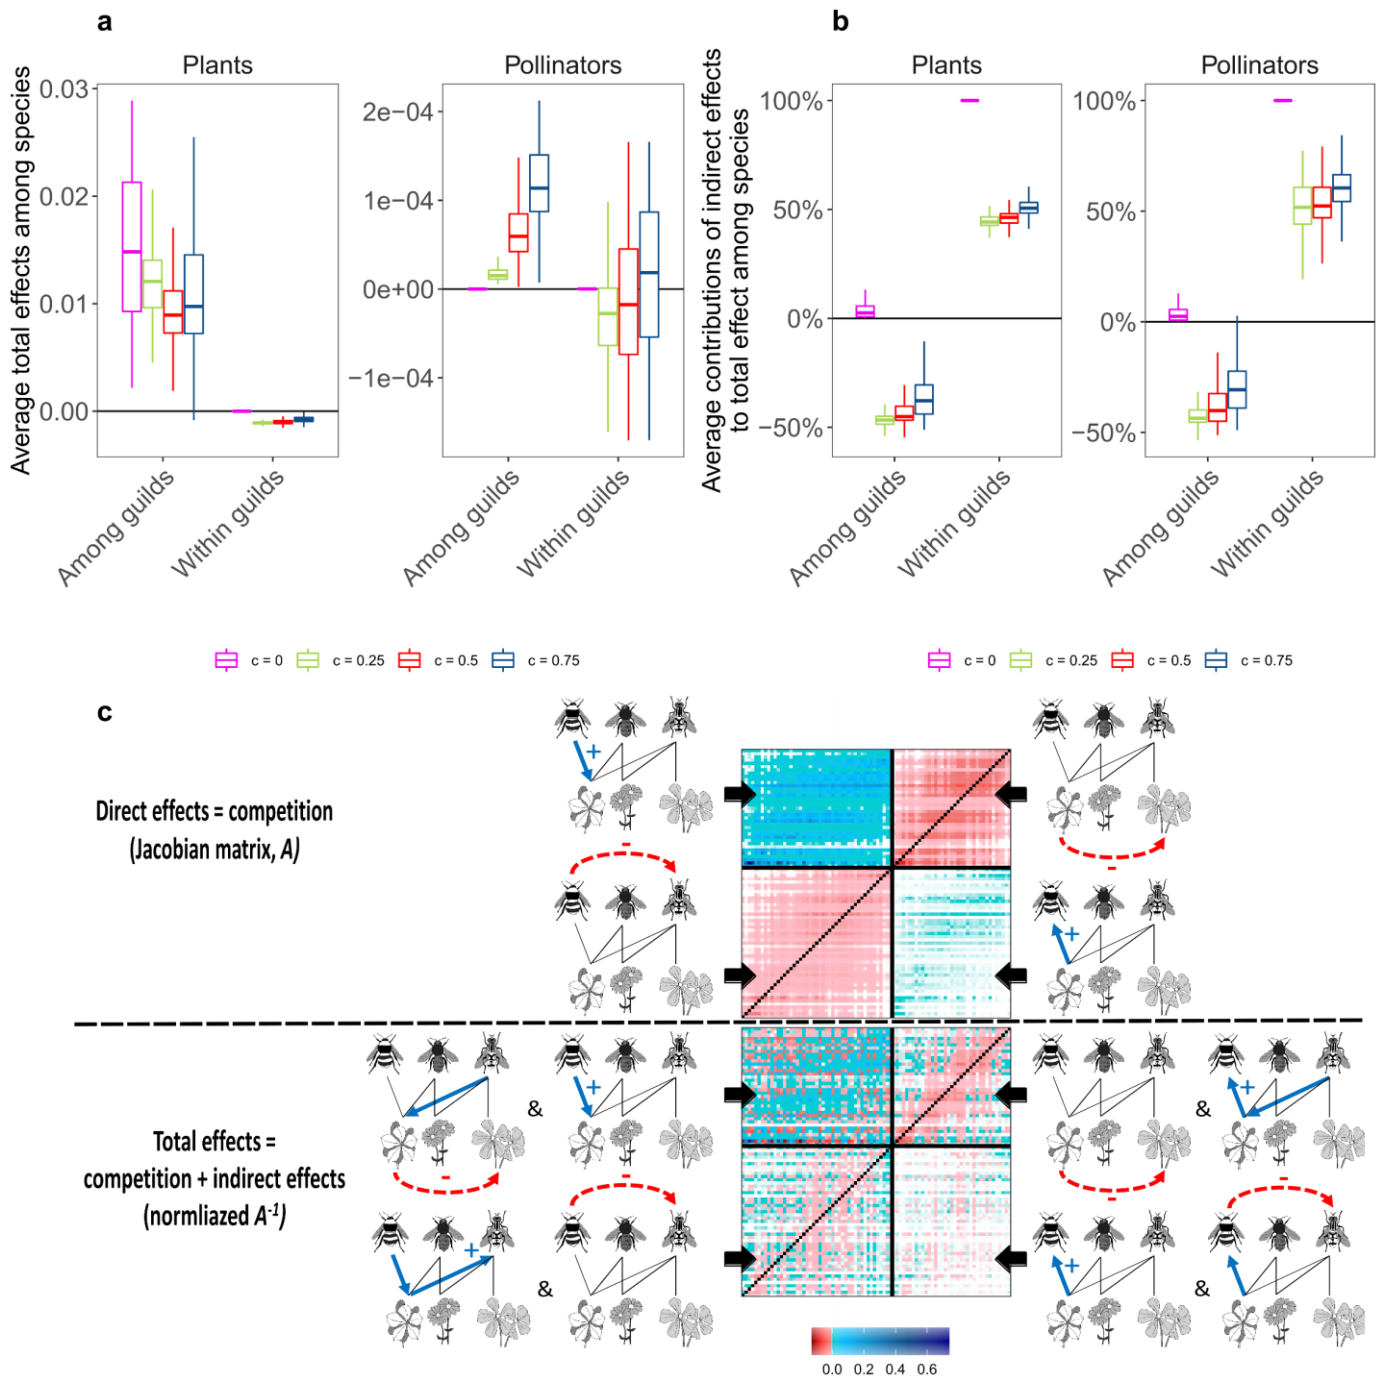 a
b
Plants
Pollinators
Plants
Pollinators
Average total effects among species
0.03
0.02
0.01
0.00
2e−04
1e−04
0e+00
−1e−04
Average contributions of indirect effects
to total effect among species
100%
50%
0%
−50%
100%
50%
0%
−50%
Among guilds
Within guilds
Among guilds
Within guilds
Among guilds
Within guilds
Among guilds
Within guilds
c = 0 c = 0.25 c = 0.5 c = 0.75
c = 0 c = 0.25 c = 0.5 c = 0.75
c
Direct effects = competition
(Jacobian matrix, A)
+
-
-
+
Total effects =
competition + indirect effects
(normliazed A⁻¹)
& +
& +
-
-
-
-
+ &
+ &
0.0 0.2 0.4 0.6